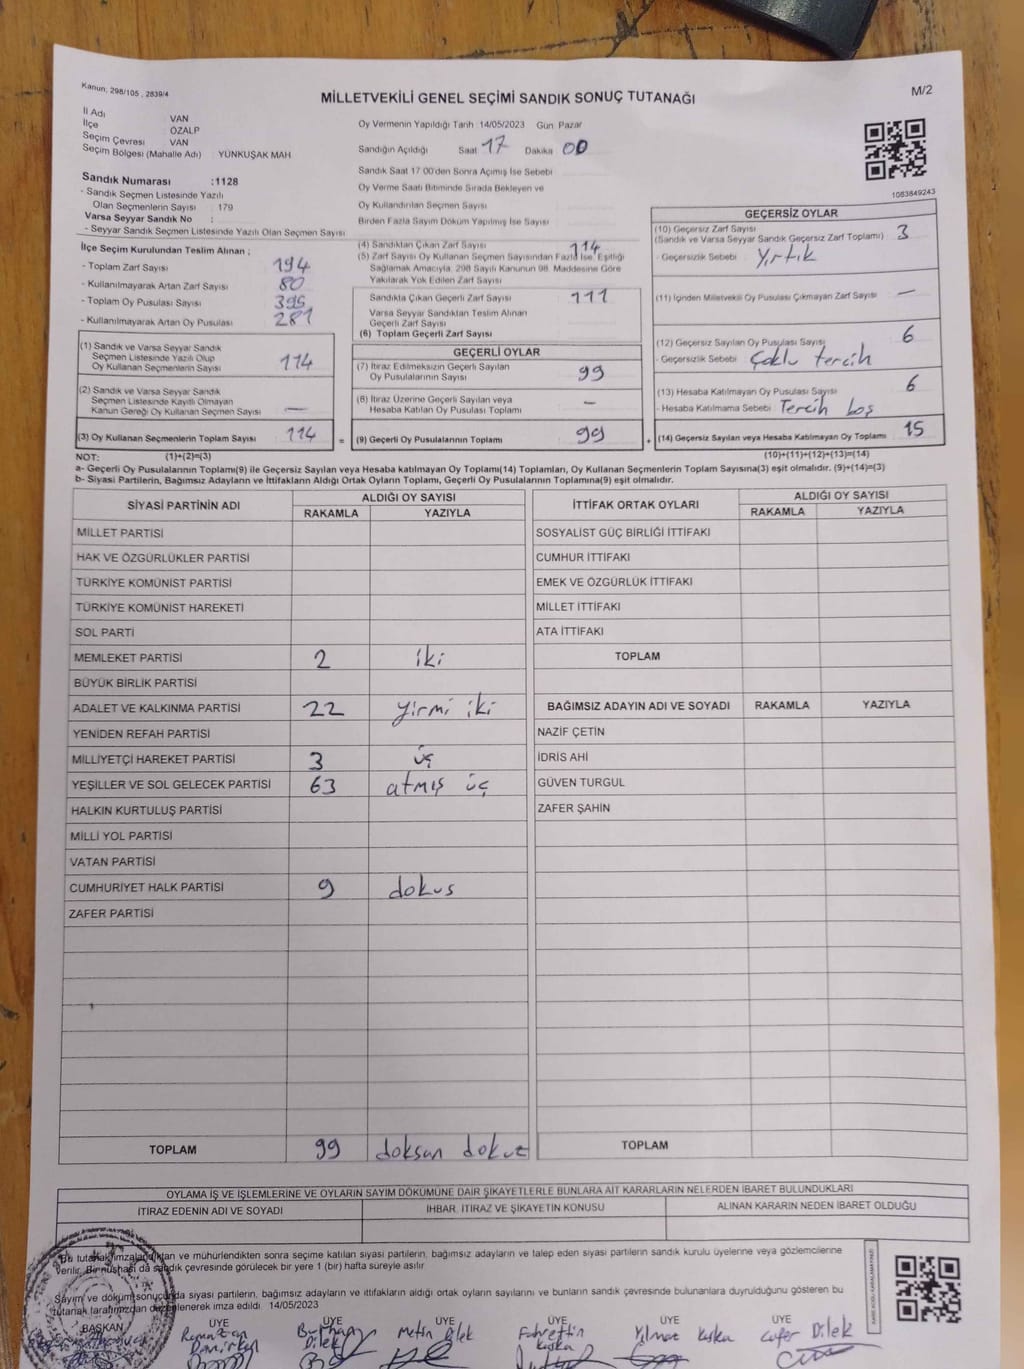 Kanun; 298/105 , 2839/4
MİLLETVEKİLİ GENEL SEÇİMİ SANDIK SONUÇ TUTANAĞI
M/2
İl Adı VAN
İlçe ÖZALP
Seçim Çevresi VAN
Seçim Bölgesi (Mahalle Adı) YUNKUŞAK MAH
Sandık Numarası :1128
- Sandık Seçmen Listesinde Yazılı
Olan Seçmenlerin Sayısı : 179
Varsa Seyyar Sandık No :
- Seyyar Sandık Seçmen Listesinde Yazılı Olan Seçmen Sayısı
İlçe Seçim Kurulundan Teslim Alınan ;
- Toplam Zarf Sayısı 194
- Kullanılmayarak Artan Zarf Sayısı 80
- Toplam Oy Pusulası Sayısı 395
- Kullanılmayarak Artan Oy Pusulası 281
(1) Sandık ve Varsa Seyyar Sandık
Seçmen Listesinde Yazılı Olup
Oy Kullanan Seçmenlerin Sayısı 114
(2) Sandık ve Varsa Seyyar Sandık
Seçmen Listesinde Kayıtlı Olmayan
Kanun Gereği Oy Kullanan Seçmen Sayısı —
(3) Oy Kullanan Seçmenlerin Toplam Sayısı 114
Oy Vermenin Yapıldığı Tarih 14/05/2023 Gün Pazar
Sandığın Açıldığı Saat 17 Dakika 00
Sandık Saat 17.00'den Sonra Açımış İse Sebebi
Oy Verme Saati Bitiminde Sırada Bekleyen ve
Oy Kullandırılan Seçmen Sayısı
Birden Fazla Sayım Döküm Yapılmış İse Sayısı
(4) Sandıktan Çıkan Zarf Sayısı 114
(5) Zarf Sayısı Oy Kullanan Seçmen Sayısından Fazla İse, Eşitliği
Sağlamak Amacıyla, 298 Sayılı Kanunun 98. Maddesine Göre
Yakılarak Yok Edilen Zarf Sayısı
Sandıkta Çıkan Geçerli Zarf Sayısı 111
Varsa Seyyar Sandıktan Teslim Alınan
Geçerli Zarf Sayısı
(6) Toplam Geçerli Zarf Sayısı
GEÇERLİ OYLAR
(7) İtiraz Edilmeksizin Geçerli Sayılan
Oy Pusulalarının Sayısı 99
(8) İtiraz Üzerine Geçerli Sayılan veya
Hesaba Katılan Oy Pusulası Toplamı —
= (9) Geçerli Oy Pusulalarının Toplamı 99
1083849243
GEÇERSİZ OYLAR
(10) Geçersiz Zarf Sayısı
(Sandık ve Varsa Seyyar Sandık Geçersiz Zarf Toplamı) 3
- Geçersizlik Sebebi Yırtık
(11) İçinden Milletvekili Oy Pusulası Çıkmayan Zarf Sayısı —
(12) Geçersiz Sayılan Oy Pusulası Sayısı 6
- Geçersizlik Sebebi Çoklu tercih
(13) Hesaba Katılmayan Oy Pusulası Sayısı 6
- Hesaba Katılmama Sebebi Tercih boş
+ (14) Geçersiz Sayılan veya Hesaba Katılmayan Oy Toplamı 15
NOT: (1)+(2)=(3) (10)+(11)+(12)+(13)=(14)
a- Geçerli Oy Pusulalarının Toplamı(9) ile Geçersiz Sayılan veya Hesaba katılmayan Oy Toplamı(14) Toplamları, Oy Kullanan Seçmenlerin Toplam Sayısına(3) eşit olmalıdır. (9)+(14)=(3)
b- Siyasi Partilerin, Bağımsız Adayların ve İttifakların Aldığı Ortak Oyların Toplamı, Geçerli Oy Pusulalarının Toplamına(9) eşit olmalıdır.
SİYASİ PARTİNİN ADI ALDIĞI OY SAYISI
RAKAMLA YAZIYLA
MİLLET PARTİSİ
HAK VE ÖZGÜRLÜKLER PARTİSİ
TÜRKİYE KOMÜNİST PARTİSİ
TÜRKİYE KOMÜNİST HAREKETİ
SOL PARTİ
MEMLEKET PARTİSİ 2 iki
BÜYÜK BİRLİK PARTİSİ
ADALET VE KALKINMA PARTİSİ 22 yirmi iki
YENİDEN REFAH PARTİSİ
MİLLİYETÇİ HAREKET PARTİSİ 3 üç
YEŞİLLER VE SOL GELECEK PARTİSİ 63 atmış üç
HALKIN KURTULUŞ PARTİSİ
MİLLİ YOL PARTİSİ
VATAN PARTİSİ
CUMHURİYET HALK PARTİSİ 9 dokus
ZAFER PARTİSİ
TOPLAM 99 doksan dokuz
İTTİFAK ORTAK OYLARI ALDIĞI OY SAYISI
RAKAMLA YAZIYLA
SOSYALİST GÜÇ BİRLİĞİ İTTİFAKI
CUMHUR İTTİFAKI
EMEK VE ÖZGÜRLÜK İTTİFAKI
MİLLET İTTİFAKI
ATA İTTİFAKI
TOPLAM
BAĞIMSIZ ADAYIN ADI VE SOYADI RAKAMLA YAZIYLA
NAZİF ÇETİN
İDRİS AHİ
GÜVEN TURGUL
ZAFER ŞAHİN
TOPLAM
OYLAMA İŞ VE İŞLEMLERİNE VE OYLARIN SAYIM DÖKÜMÜNE DAİR ŞİKAYETLERLE BUNLARA AİT KARARLARIN NELERDEN İBARET BULUNDUKLARI
İTİRAZ EDENİN ADI VE SOYADI İHBAR, İTİRAZ VE ŞİKAYETİN KONUSU ALINAN KARARIN NEDEN İBARET OLDUĞU
Bu tutanak imzalandıktan ve mühürlendikten sonra seçime katılan siyasi partilerin, bağımsız adayların ve talep eden siyasi partilerin sandık kurulu üyelerine veya gözlemcilerine
verilir. Bir nüshası da sandık çevresinde görülecek bir yere 1 (bir) hafta süreyle asılır
Sayım ve döküm sonucunda siyasi partilerin, bağımsız adayların ve ittifakların aldığı ortak oyların sayılarını ve bunların sandık çevresinde bulunanlara duyrulduğunu gösteren bu
tutanak tarafımızdan düzenlenerek imza edildi. 14/05/2023
BAŞKAN ÜYE ÜYE ÜYE ÜYE ÜYE ÜYE
Ramazan Demirkol
Burhan Dilek
Metin Dilek
Fahrettin Keska
Yılmaz Keska
Cafer Dilek